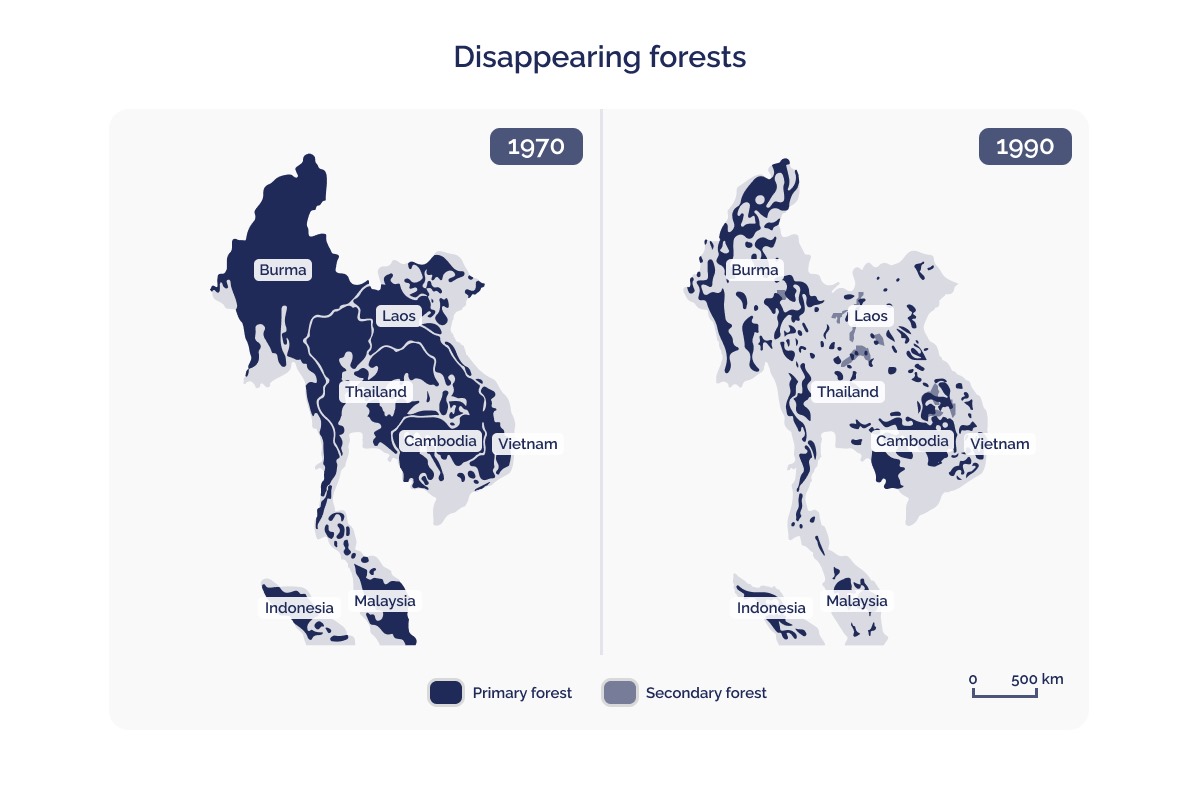 Disappearing forests
1970
Burma
Laos
Thailand
Cambodia
Vietnam
Indonesia
Malaysia
1990
Burma
Laos
Thailand
Cambodia
Vietnam
Indonesia
Malaysia
Primary forest
Secondary forest
0 500 km